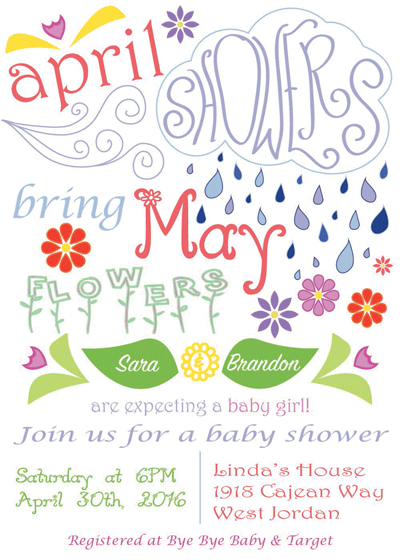 april
SHOWERS
bring May
FLOWERS
Sara & Brandon
are expecting a baby girl!
Join us for a baby shower
Saturday at 6PM
April 30th, 2016
Linda's House
1918 Cajean Way
West Jordan
Registered at Bye Bye Baby & Target